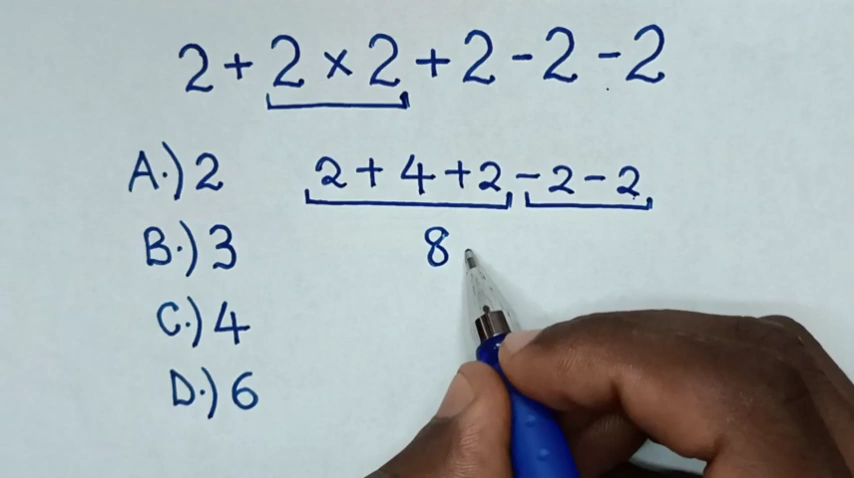 2 + 2 × 2 + 2 - 2 - 2
A.) 2
2 + 4 + 2 - 2 - 2
B.) 3
8
C.) 4
D.) 6